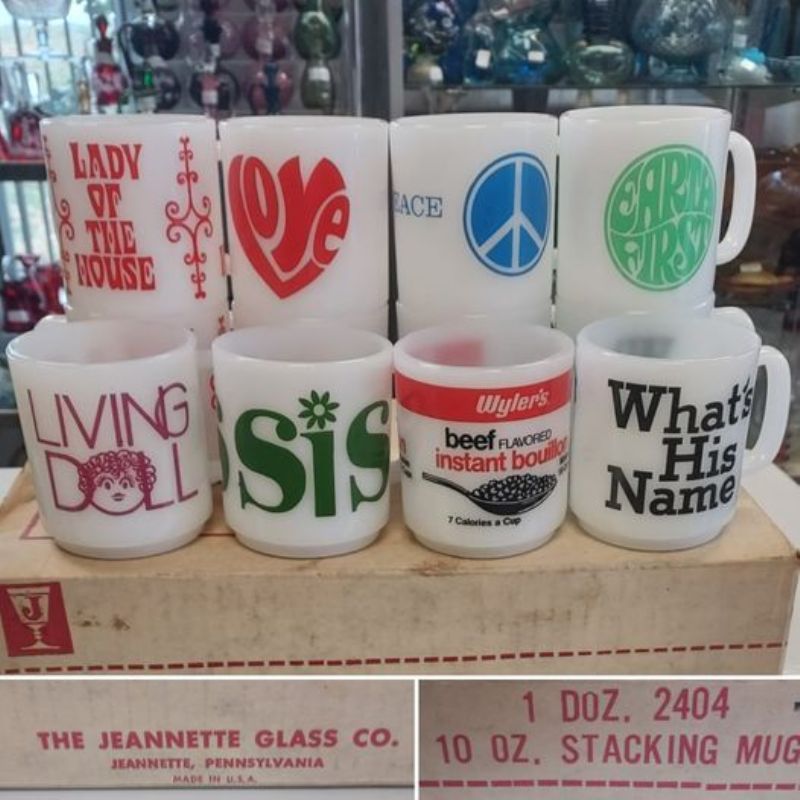 LADY
OF
THE
HOUSE
love
EACE
EARTH
FIRST
LIVING
DOLL
SiS
Wyler's
beef FLAVORED
instant bouillon
7 Calories a Cup
What's
His
Name
J
THE JEANNETTE GLASS CO.
JEANNETTE, PENNSYLVANIA
MADE IN U.S.A.
1 DOZ. 2404
10 OZ. STACKING MUG